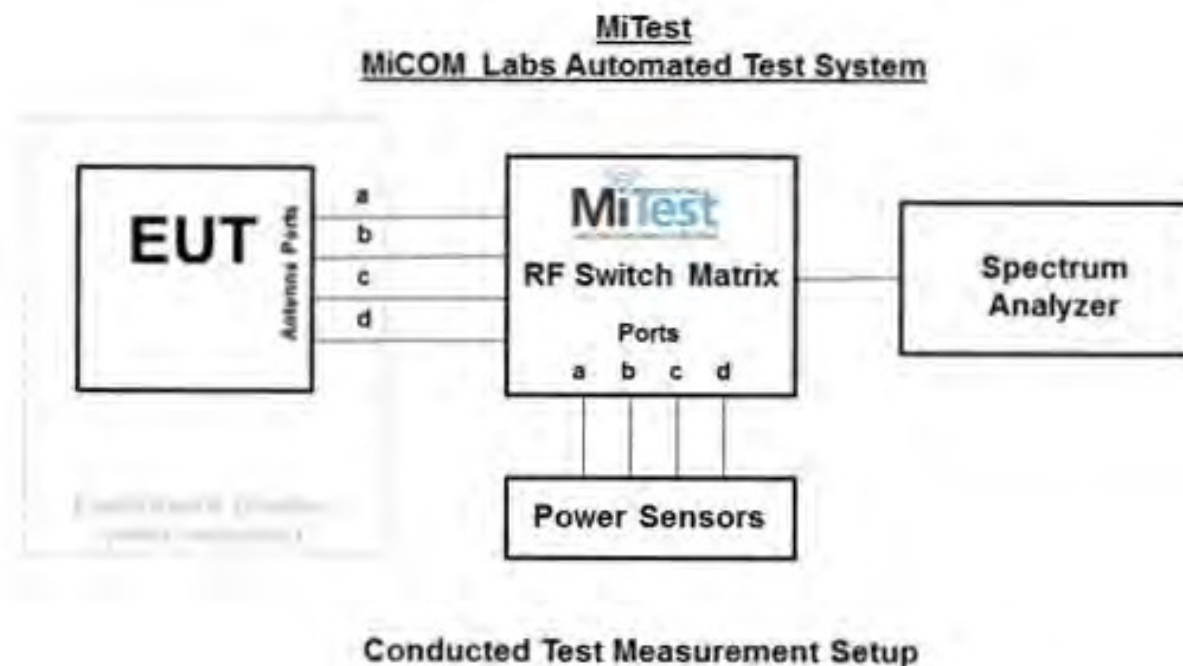 MiTest
MiCOM Labs Automated Test System
EUT
Antenna Ports
a
b
c
d
MiTest
RF Switch Matrix
Ports
a b c d
Spectrum
Analyzer
Power Sensors
Conducted Test Measurement Setup